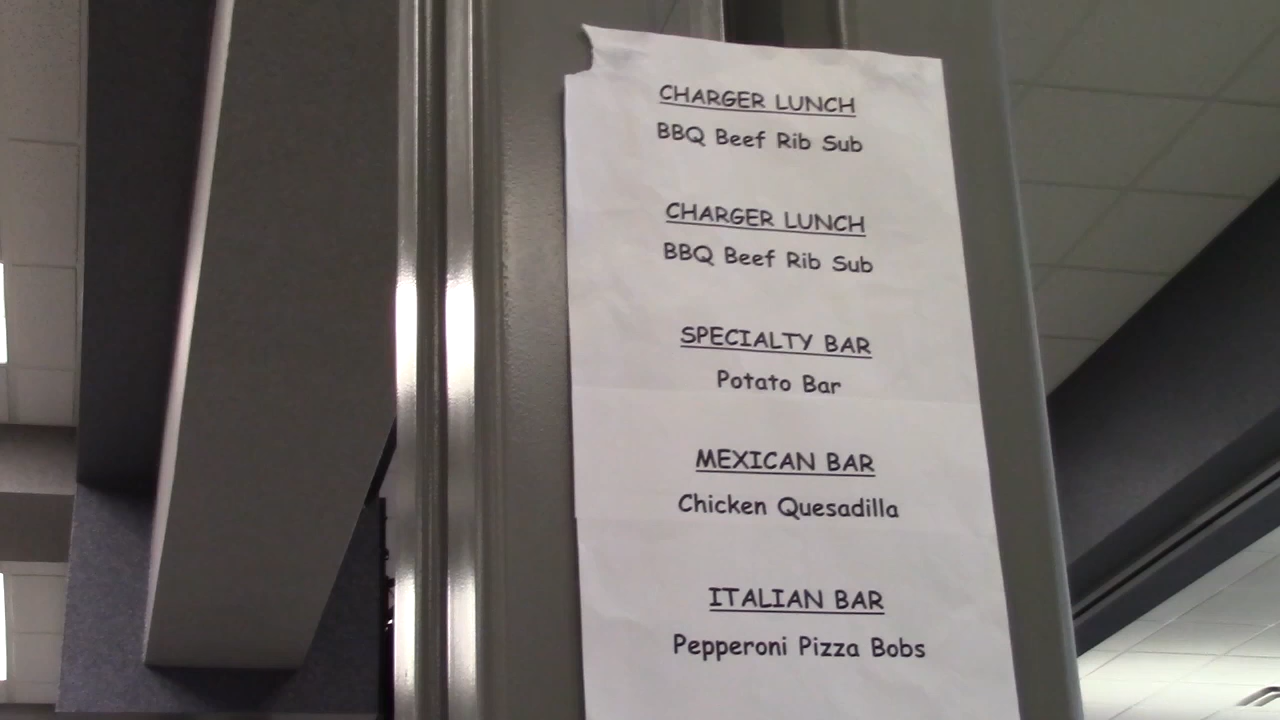 CHARGER LUNCH
BBQ Beef Rib Sub
CHARGER LUNCH
BBQ Beef Rib Sub
SPECIALTY BAR
Potato Bar
MEXICAN BAR
Chicken Quesadilla
ITALIAN BAR
Pepperoni Pizza Bobs